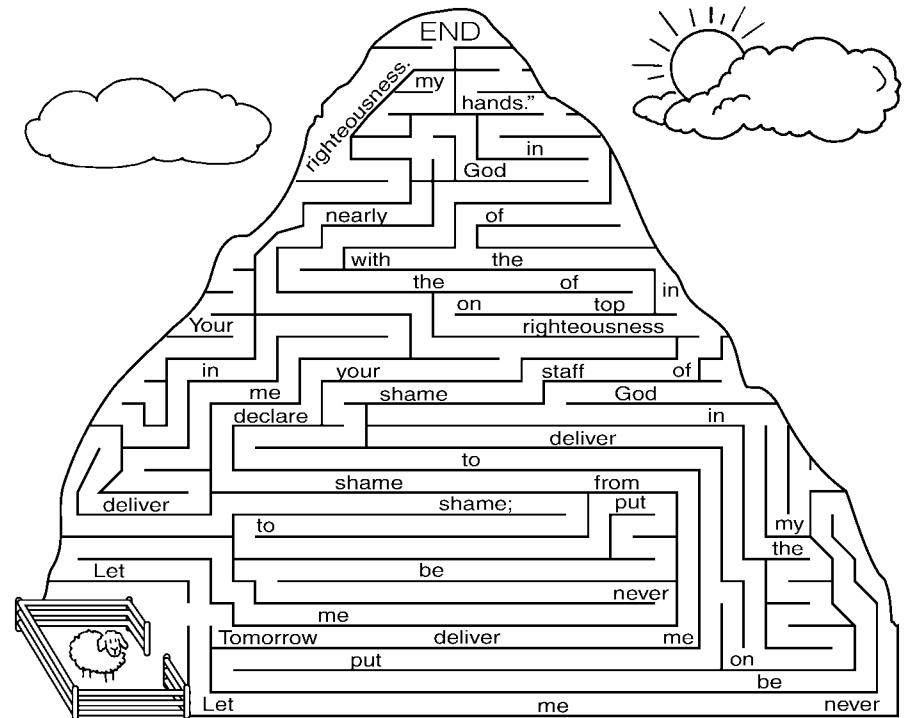 END
righteousness.
my
hands.”
in
God
nearly of
with the
the of
in
on top
Your righteousness
in your staff of
me shame God
declare in
deliver
to
shame from
deliver shame; put
to my
the
Let be
never
me
Tomorrow deliver me
put on
be
Let me never